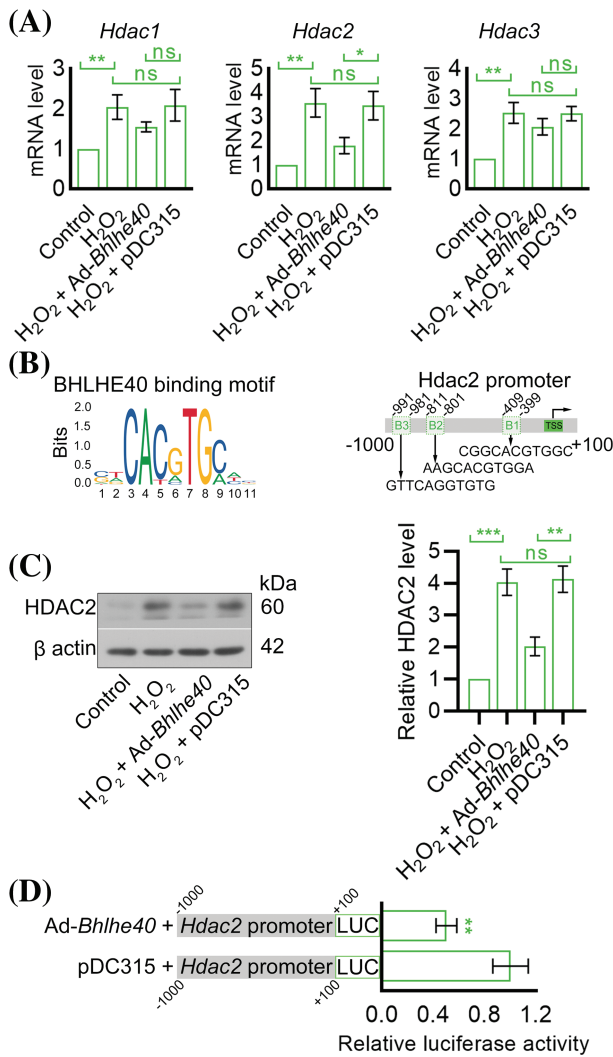 (A)
Hdac1
Hdac2
Hdac3
mRNA level
3
2
1
0
** ns
ns
Control
H₂O₂
H₂O₂ + Ad-Bhlhe40
H₂O₂ + pDC315
mRNA level
5
4
3
2
1
0
** *
ns
Control
H₂O₂
H₂O₂ + Ad-Bhlhe40
H₂O₂ + pDC315
mRNA level
4
3
2
1
0
** ns
ns
Control
H₂O₂
H₂O₂ + Ad-Bhlhe40
H₂O₂ + pDC315
(B)
BHLHE40 binding motif
Bits
2.0
1.5
1.0
0.5
0.0
CACGTGC
1 2 3 4 5 6 7 8 9 10 11
Hdac2 promoter
-991 -981 -811 -801 -409 -399
B3 B2 B1 TSS
-1000 +100
CGGCACGTGGC
AAGCACGTGGA
GTTCAGGTGTG
(C)
kDa
HDAC2 60
β actin 42
Control
H₂O₂
H₂O₂ + Ad-Bhlhe40
H₂O₂ + pDC315
Relative HDAC2 level
5
4
3
2
1
0
*** **
ns
Control
H₂O₂
H₂O₂ + Ad-Bhlhe40
H₂O₂ + pDC315
(D)
-1000 +100
Ad-Bhlhe40 + Hdac2 promoter LUC **
pDC315 + Hdac2 promoter LUC
-1000 +100
0.0 0.4 0.8 1.2
Relative luciferase activity